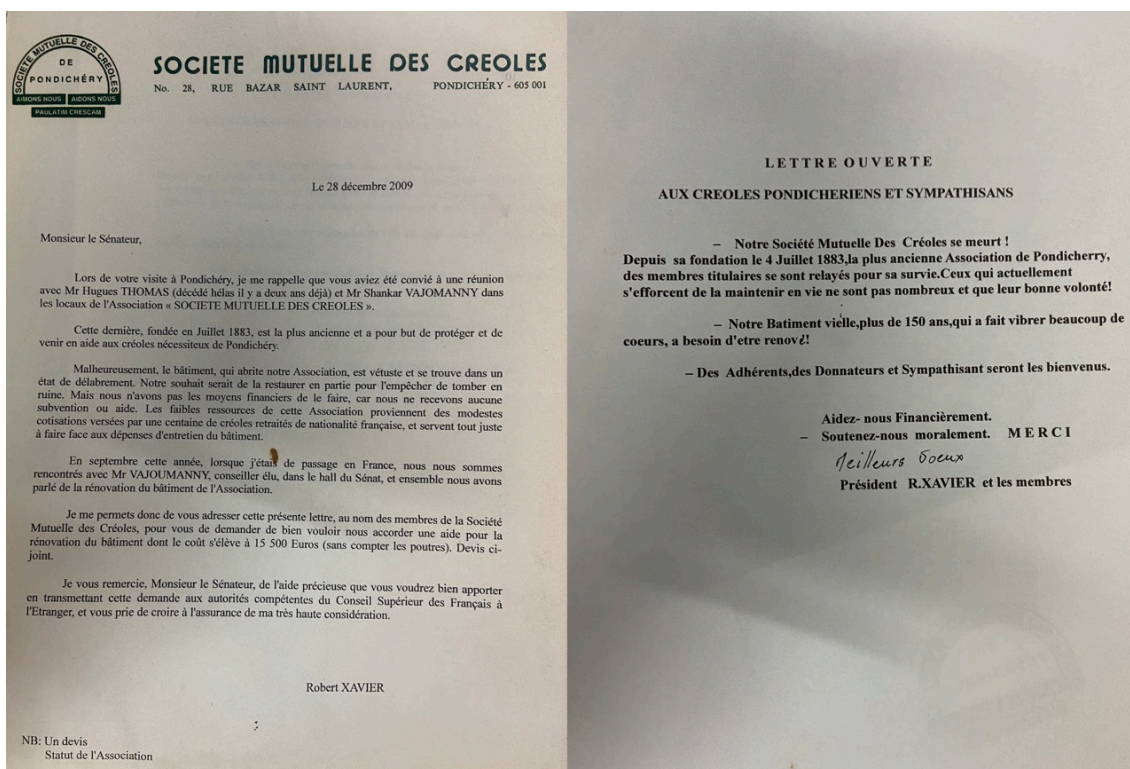 SOCIETE MUTUELLE DES CREOLES
DE
PONDICHÉRY
AIMONS NOUS AIDONS NOUS
PAULATIM CRESCAM
SOCIETE MUTUELLE DES CREOLES
No. 28, RUE BAZAR SAINT LAURENT, PONDICHÉRY - 605 001
Le 28 décembre 2009
Monsieur le Sénateur,
Lors de votre visite à Pondichéry, je me rappelle que vous aviez été convié à une réunion
avec Mr Hugues THOMAS (décédé hélas il y a deux ans déjà) et Mr Shankar VAJOMANNY dans
les locaux de l'Association « SOCIETE MUTUELLE DES CREOLES ».
Cette dernière, fondée en Juillet 1883, est la plus ancienne et a pour but de protéger et de
venir en aide aux créoles nécessiteux de Pondichéry.
Malheureusement, le bâtiment, qui abrite notre Association, est vétuste et se trouve dans un
état de délabrement. Notre souhait serait de la restaurer en partie pour l'empêcher de tomber en
ruine. Mais nous n'avons pas les moyens financiers de le faire, car nous ne recevons aucune
subvention ou aide. Les faibles ressources de cette Association proviennent des modestes
cotisations versées par une centaine de créoles retraités de nationalité française, et servent tout juste
à faire face aux dépenses d'entretien du bâtiment.
En septembre cette année, lorsque j'étais de passage en France, nous nous sommes
rencontrés avec Mr VAJOUMANNY, conseiller élu, dans le hall du Sénat, et ensemble nous avons
parlé de la rénovation du bâtiment de l'Association.
Je me permets donc de vous adresser cette présente lettre, au nom des membres de la Société
Mutuelle des Créoles, pour vous de demander de bien vouloir nous accorder une aide pour la
rénovation du bâtiment dont le coût s'élève à 15 500 Euros (sans compter les poutres). Devis ci-
joint.
Je vous remercie, Monsieur le Sénateur, de l'aide précieuse que vous voudrez bien apporter
en transmettant cette demande aux autorités compétentes du Conseil Supérieur des Français à
l'Etranger, et vous prie de croire à l'assurance de ma très haute considération.
Robert XAVIER
NB: Un devis
Statut de l'Association
LETTRE OUVERTE
AUX CREOLES PONDICHERIENS ET SYMPATHISANS
– Notre Société Mutuelle Des Créoles se meurt !
Depuis sa fondation le 4 Juillet 1883,la plus ancienne Association de Pondicherry,
des membres titulaires se sont relayés pour sa survie.Ceux qui actuellement
s'efforcent de la maintenir en vie ne sont pas nombreux et que leur bonne volonté!
– Notre Batiment vielle,plus de 150 ans,qui a fait vibrer beaucoup de
coeurs, a besoin d'etre renové!
– Des Adhérents,des Donnateurs et Sympathisant seront les bienvenus.
Aidez- nous Financièrement.
– Soutenez-nous moralement. MERCI
Meilleurs Voeux
Président R.XAVIER et les membres